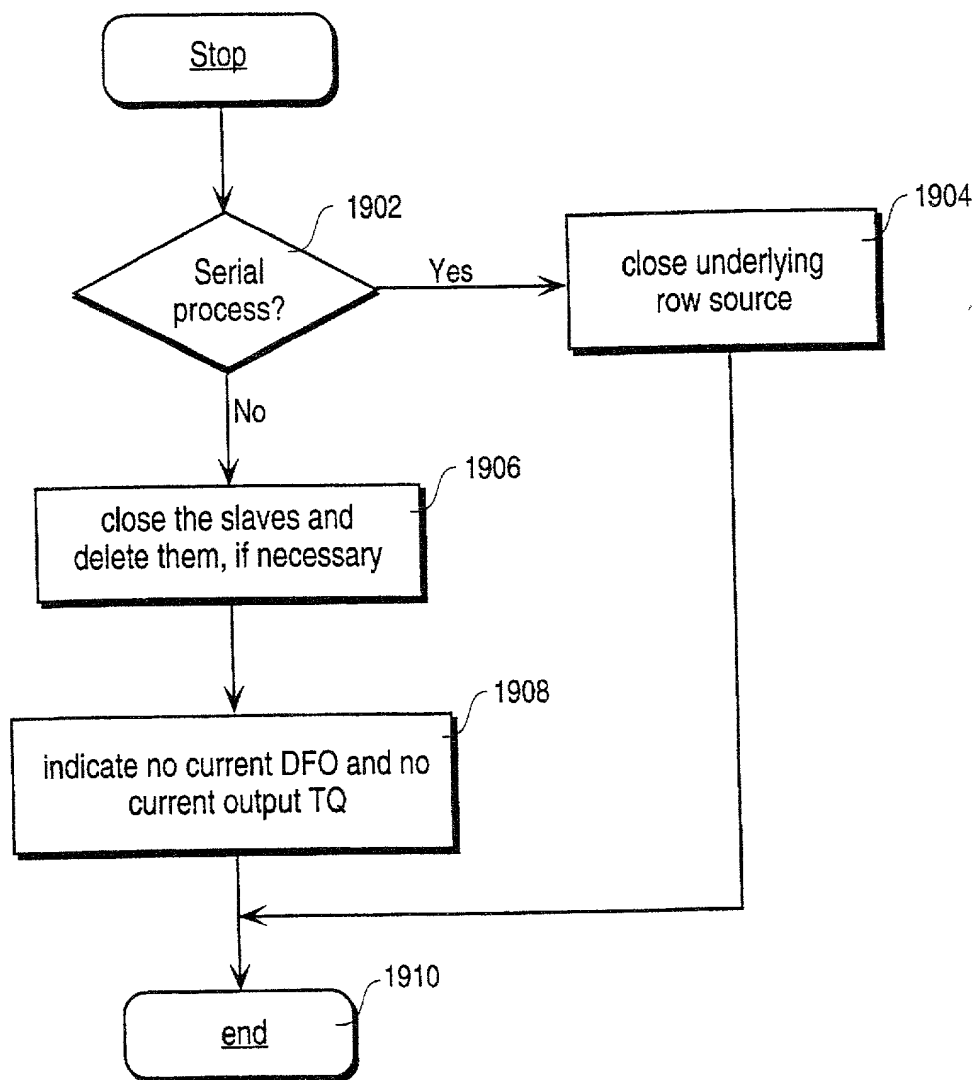 Stop
1902
Serial
process?
Yes
1904
close underlying
row source
No
1906
close the slaves and
delete them, if necessary
1908
indicate no current DFO and no
current output TQ
1910
end